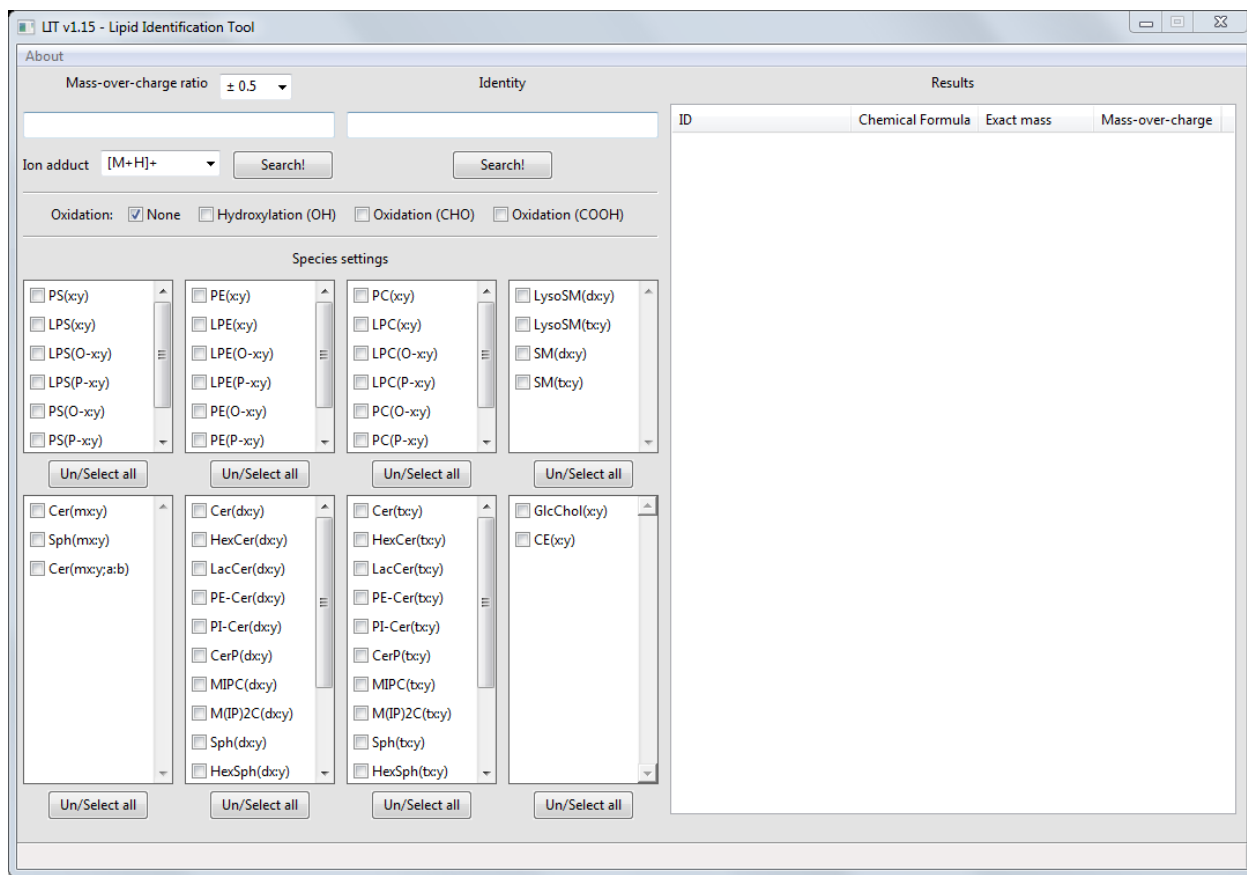 LIT v1.15 - Lipid Identification Tool
About
Mass-over-charge ratio ± 0.5 Identity Results
ID Chemical Formula Exact mass Mass-over-charge
Ion adduct [M+H]+ Search! Search!
Oxidation: None Hydroxylation (OH) Oxidation (CHO) Oxidation (COOH)
Species settings
PS(x:y) PE(x:y) PC(x:y) LysoSM(dx:y)
LPS(x:y) LPE(x:y) LPC(x:y) LysoSM(tx:y)
LPS(O-x:y) LPE(O-x:y) LPC(O-x:y) SM(dx:y)
LPS(P-x:y) LPE(P-x:y) LPC(P-x:y) SM(tx:y)
PS(O-x:y) PE(O-x:y) PC(O-x:y)
PS(P-x:y) PE(P-x:y) PC(P-x:y)
Un/Select all Un/Select all Un/Select all Un/Select all
Cer(mx:y) Cer(dx:y) Cer(tx:y) GlcChol(x:y)
Sph(mx:y) HexCer(dx:y) HexCer(tx:y) CE(x:y)
Cer(mx:y;a:b) LacCer(dx:y) LacCer(tx:y)
PE-Cer(dx:y) PE-Cer(tx:y)
PI-Cer(dx:y) PI-Cer(tx:y)
CerP(dx:y) CerP(tx:y)
MIPC(dx:y) MIPC(tx:y)
M(IP)2C(dx:y) M(IP)2C(tx:y)
Sph(dx:y) Sph(tx:y)
HexSph(dx:y) HexSph(tx:y)
Un/Select all Un/Select all Un/Select all Un/Select all